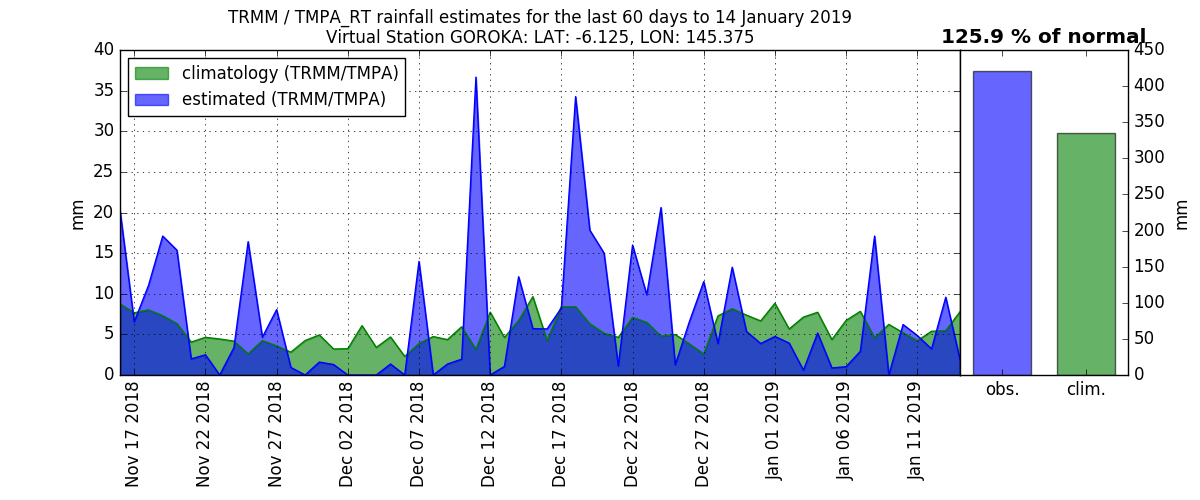 TRMM / TMPA_RT rainfall estimates for the last 60 days to 14 January 2019
Virtual Station GOROKA: LAT: -6.125, LON: 145.375
125.9 % of normal
climatology (TRMM/TMPA)
estimated (TRMM/TMPA)
mm
40
35
30
25
20
15
10
5
0
Nov 17 2018
Nov 22 2018
Nov 27 2018
Dec 02 2018
Dec 07 2018
Dec 12 2018
Dec 17 2018
Dec 22 2018
Dec 27 2018
Jan 01 2019
Jan 06 2019
Jan 11 2019
obs.
clim.
450
400
350
300
250
200
150
100
50
0
mm